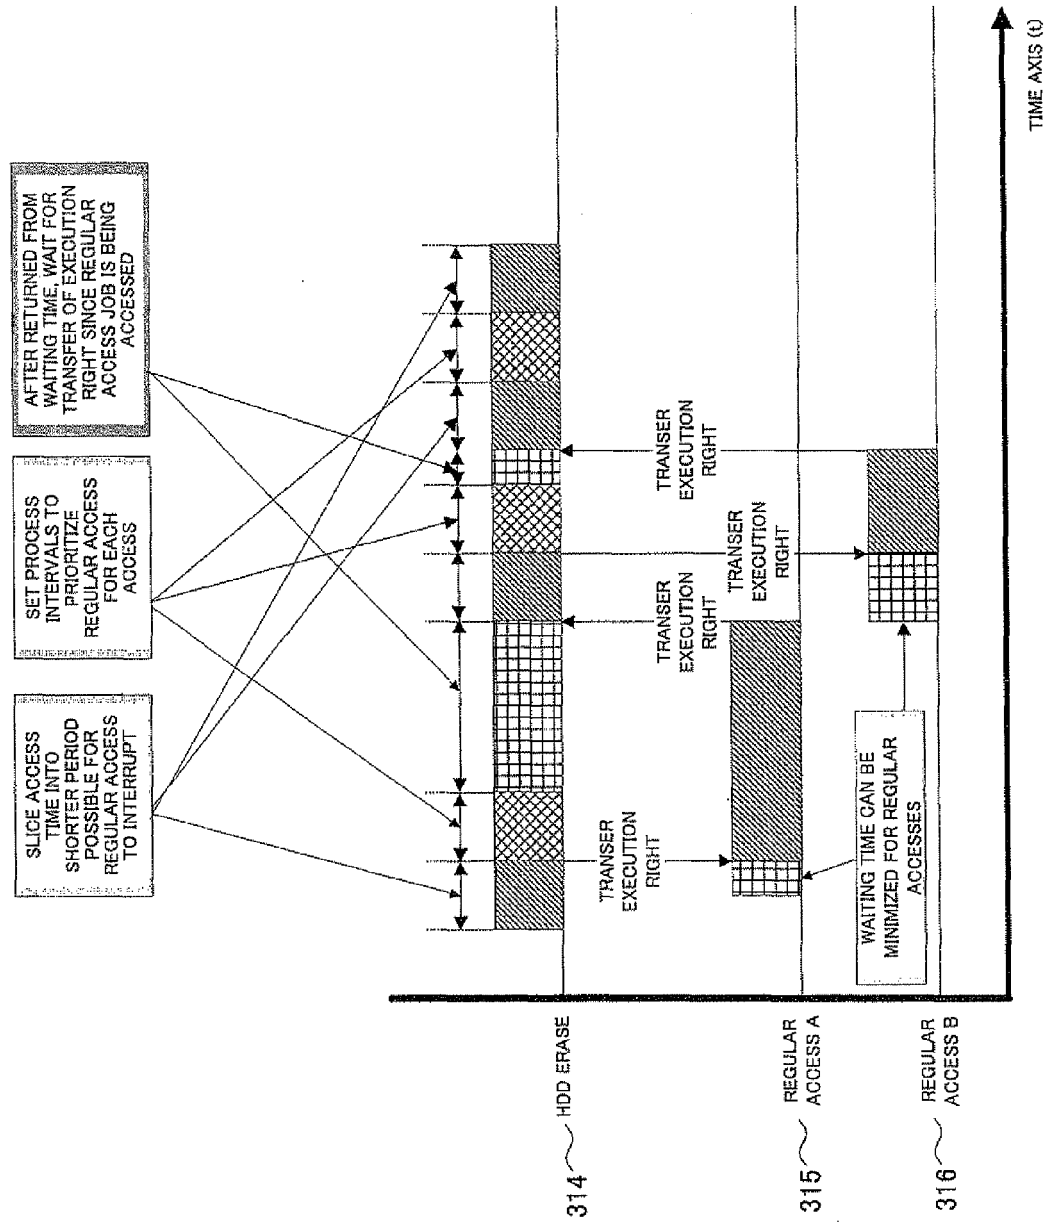 SLICE ACCESS
TIME INTO
SHORTER PERIOD
POSSIBLE FOR
REGULAR ACCESS
TO INTERRUPT
SET PROCESS
INTERVALS TO
PRIORITIZE
REGULAR ACCESS
FOR EACH
ACCESS
AFTER RETURNED FROM
WAITING TIME, WAIT FOR
TRANSFER OF EXECUTION
RIGHT SINCE REGULAR
ACCESS JOB IS BEING
ACCESSED
314
HDD ERASE
TRANSER
EXECUTION
RIGHT
TRANSER
EXECUTION
RIGHT
TRANSER
EXECUTION
RIGHT
TRANSER
EXECUTION
RIGHT
315
REGULAR
ACCESS A
WAITING TIME CAN BE
MINIMIZED FOR REGULAR
ACCESSES
316
REGULAR
ACCESS B
TIME AXIS (t)